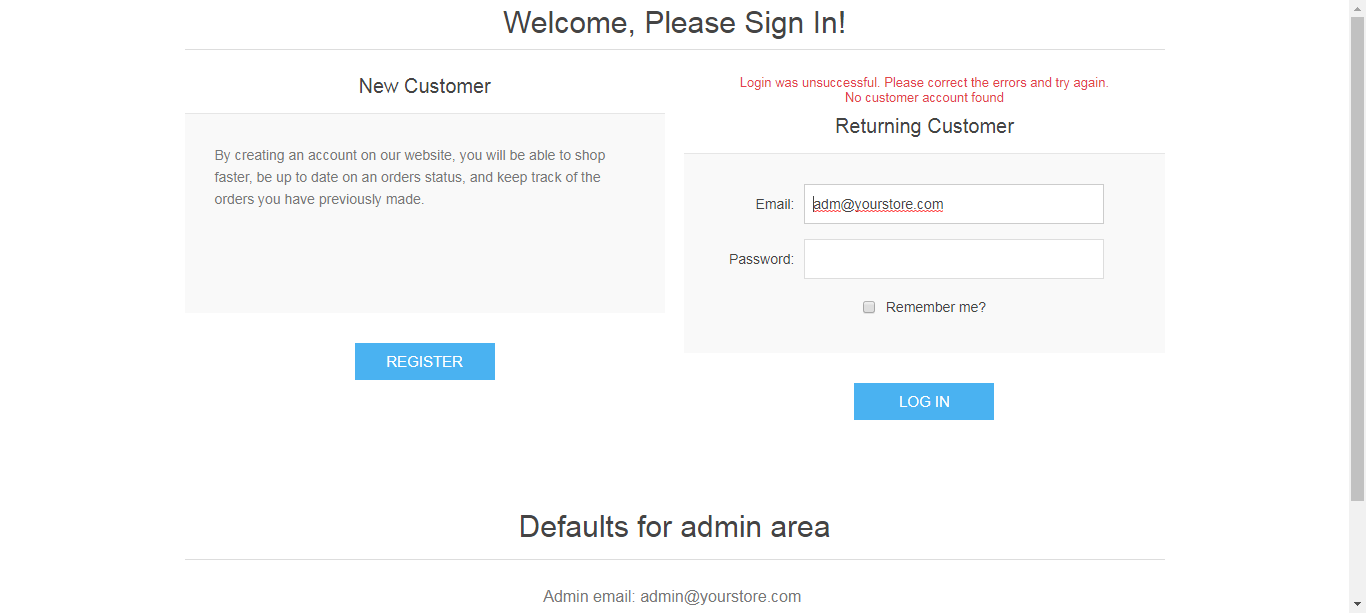 Welcome, Please Sign In!
New Customer
By creating an account on our website, you will be able to shop
faster, be up to date on an orders status, and keep track of the
orders you have previously made.
REGISTER
Login was unsuccessful. Please correct the errors and try again.
No customer account found
Returning Customer
Email: adm@yourstore.com
Password:
Remember me?
LOG IN
Defaults for admin area
Admin email: admin@yourstore.com